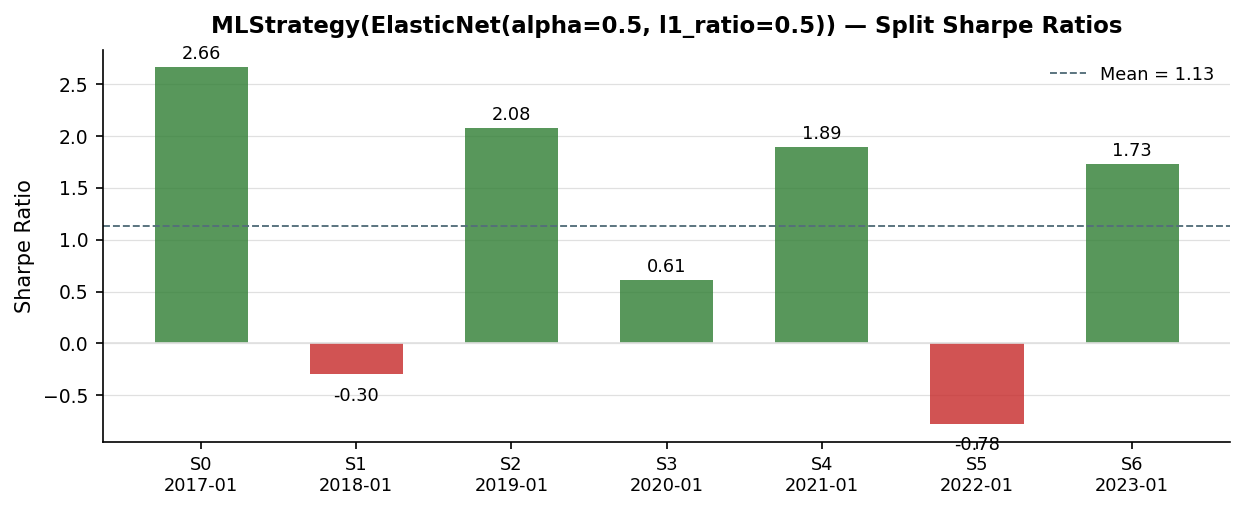 MLStrategy(ElasticNet(alpha=0.5, l1_ratio=0.5)) — Split Sharpe Ratios
Mean = 1.13
Sharpe Ratio
2.5
2.0
1.5
1.0
0.5
0.0
−0.5
2.66
-0.30
2.08
0.61
1.89
-0.78
1.73
S0 S1 S2 S3 S4 S5 S6
2017-01 2018-01 2019-01 2020-01 2021-01 2022-01 2023-01